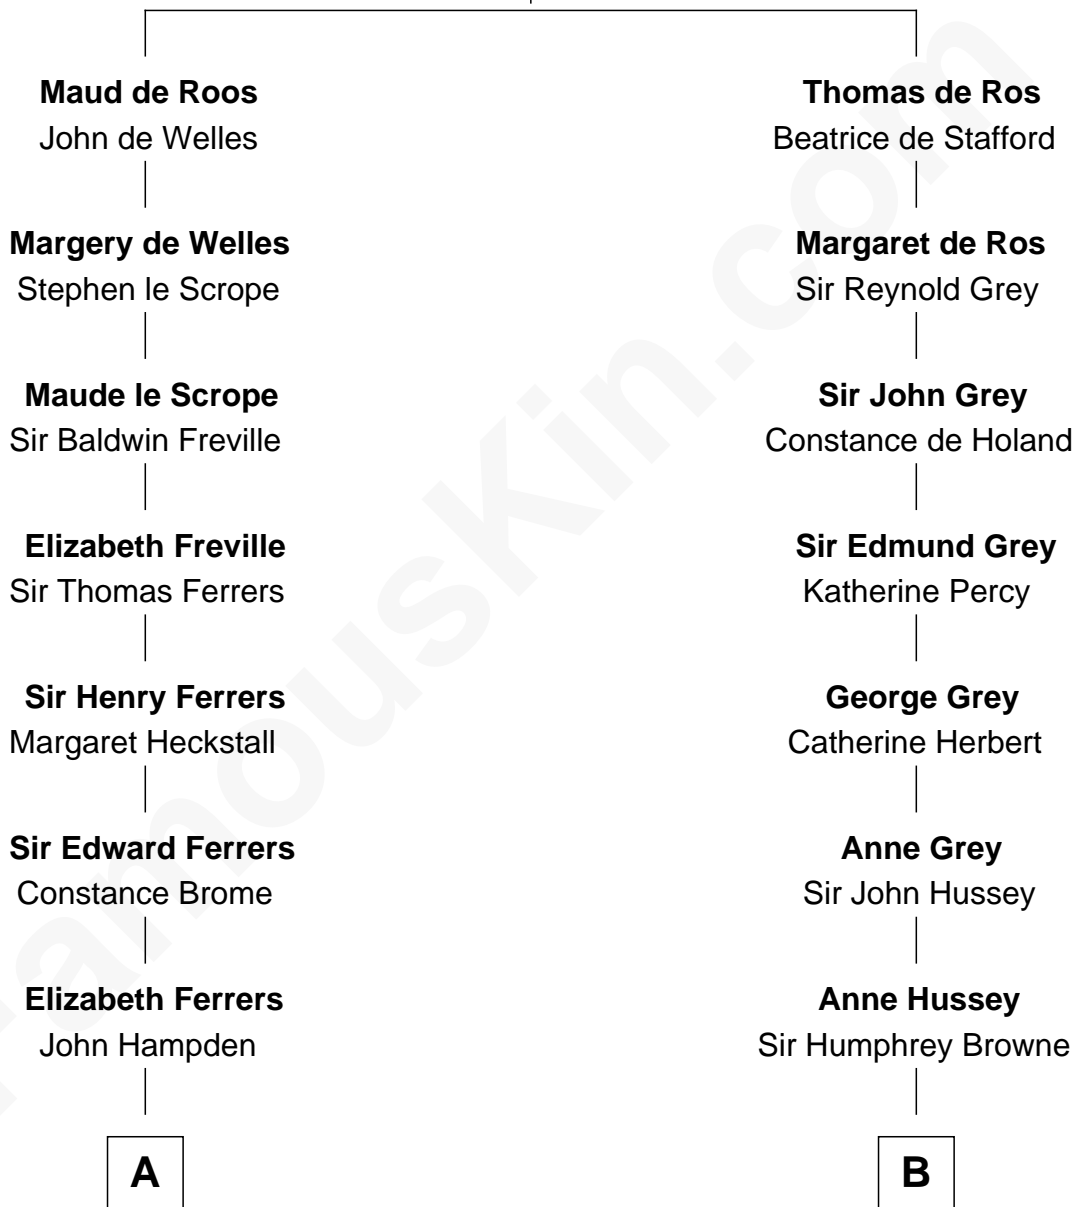 Maud de Roos
John de Welles
Thomas de Ros
Beatrice de Stafford
Margery de Welles
Stephen le Scrope
Margaret de Ros
Sir Reynold Grey
Maude le Scrope
Sir Baldwin Freville
Sir John Grey
Constance de Holand
Elizabeth Freville
Sir Thomas Ferrers
Sir Edmund Grey
Katherine Percy
Sir Henry Ferrers
Margaret Heckstall
George Grey
Catherine Herbert
Sir Edward Ferrers
Constance Brome
Anne Grey
Sir John Hussey
Elizabeth Ferrers
John Hampden
Anne Hussey
Sir Humphrey Browne
A
B
FamousKin.com